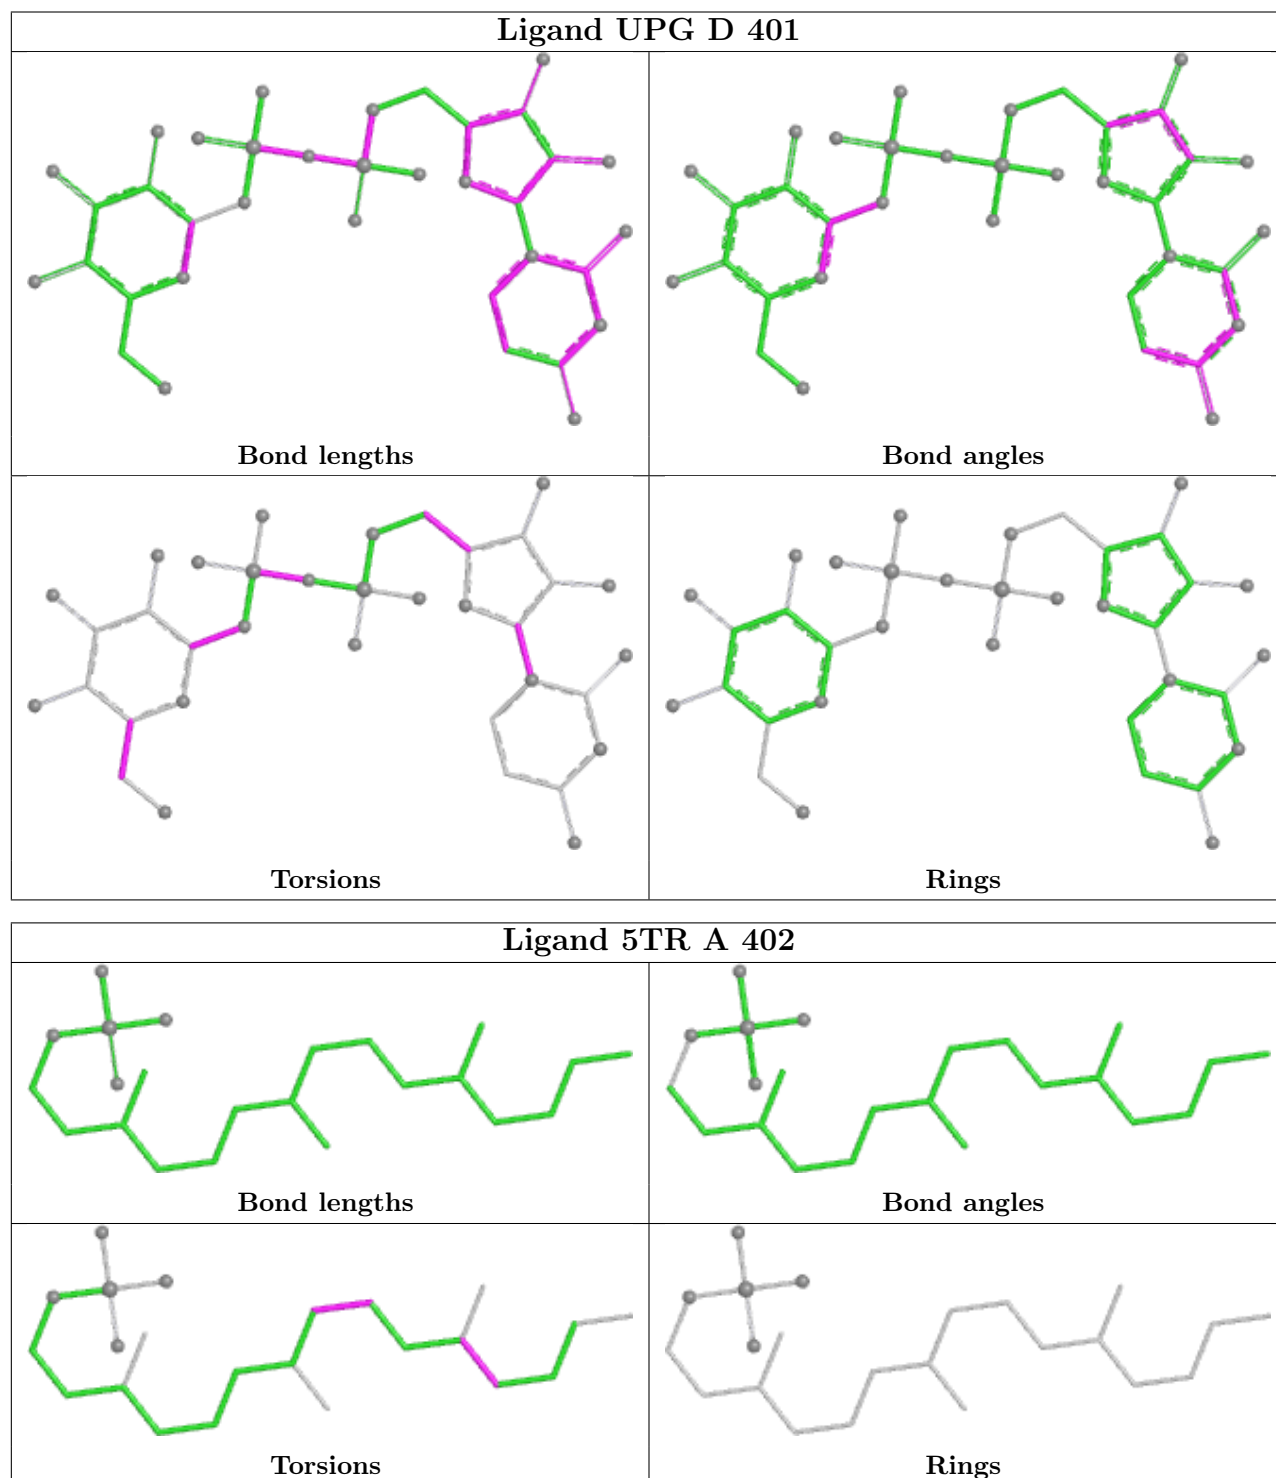 Ligand UPG D 401
Bond lengths
Bond angles
Torsions
Rings
Ligand 5TR A 402
Bond lengths
Bond angles
Torsions
Rings